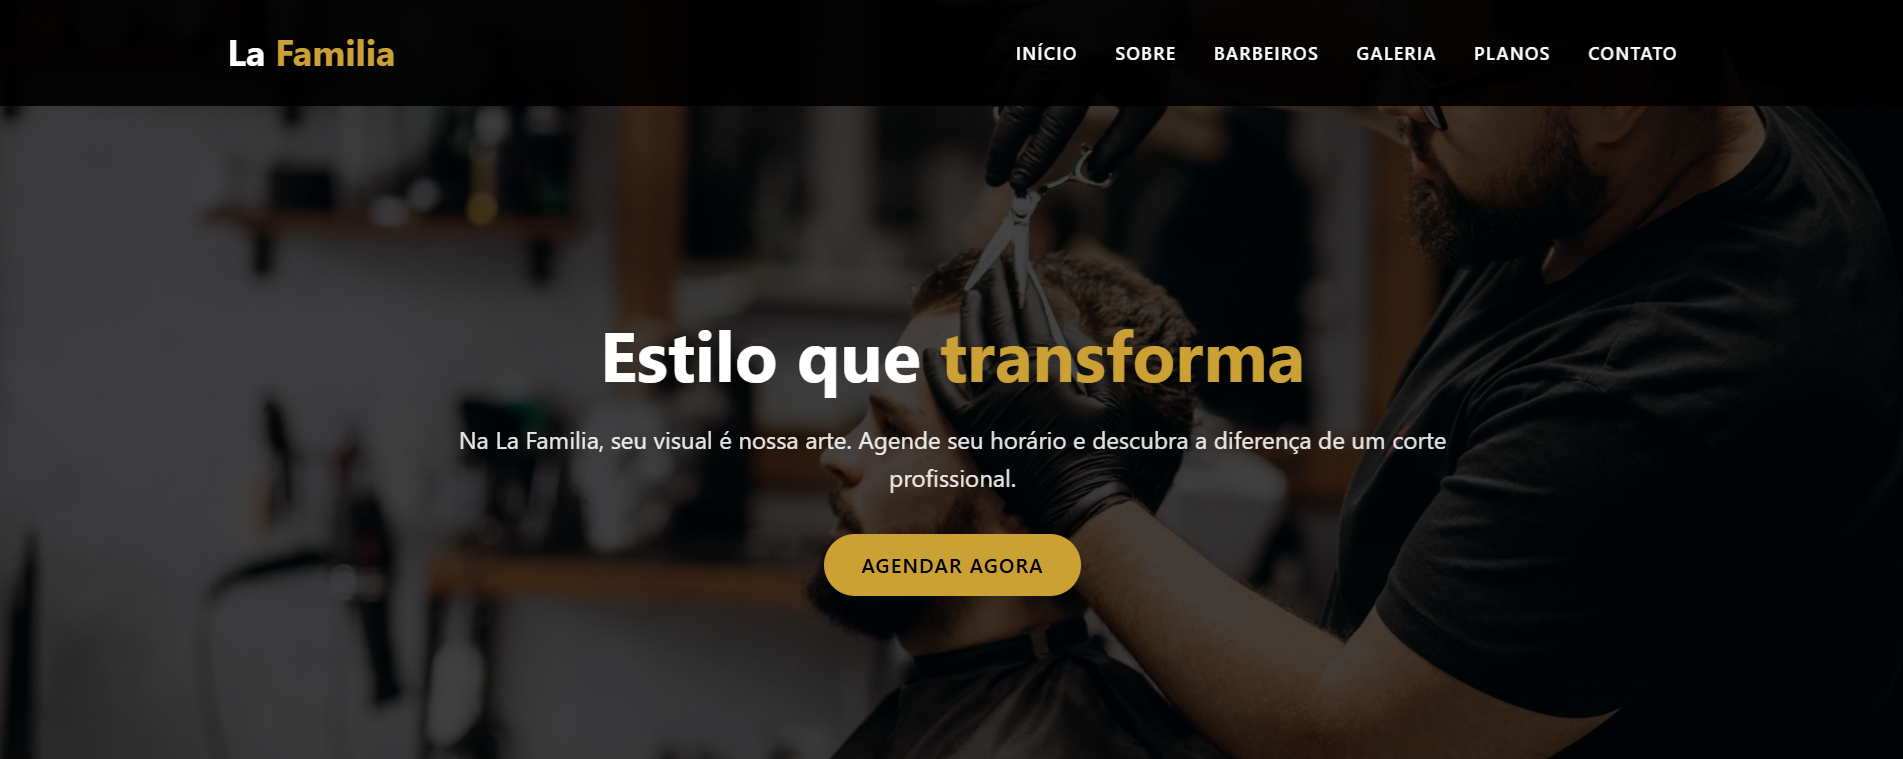 La Familia
INÍCIO SOBRE BARBEIROS GALERIA PLANOS CONTATO
Estilo que transforma
Na La Familia, seu visual é nossa arte. Agende seu horário e descubra a diferença de um corte
profissional.
AGENDAR AGORA